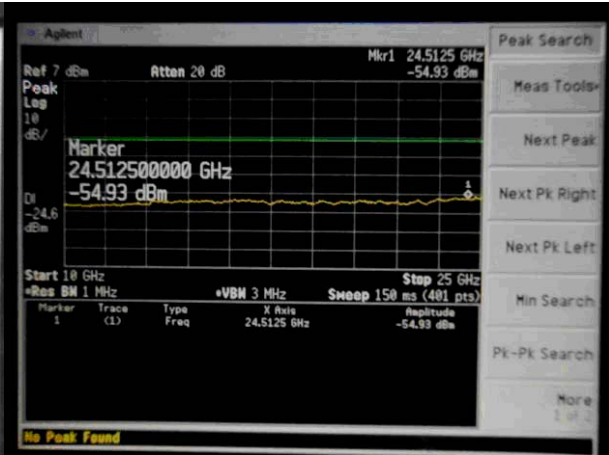 Agilent
Peak Search
Mkr1 24.5125 GHz
Ref 7 dBm Atten 20 dB -54.93 dBm
Peak
Log
10
dB/
Marker
24.512500000 GHz
-54.93 dBm
1
DI
-24.6
dBm
Start 10 GHz Stop 25 GHz
*Res BW 1 MHz *VBW 3 MHz Sweep 150 ms (401 pts)
Marker Trace Type X Axis Amplitude
1 (1) Freq 24.5125 GHz -54.93 dBm
Meas Tools
Next Peak
Next Pk Right
Next Pk Left
Min Search
Pk-Pk Search
More
1 of 2
No Peak Found